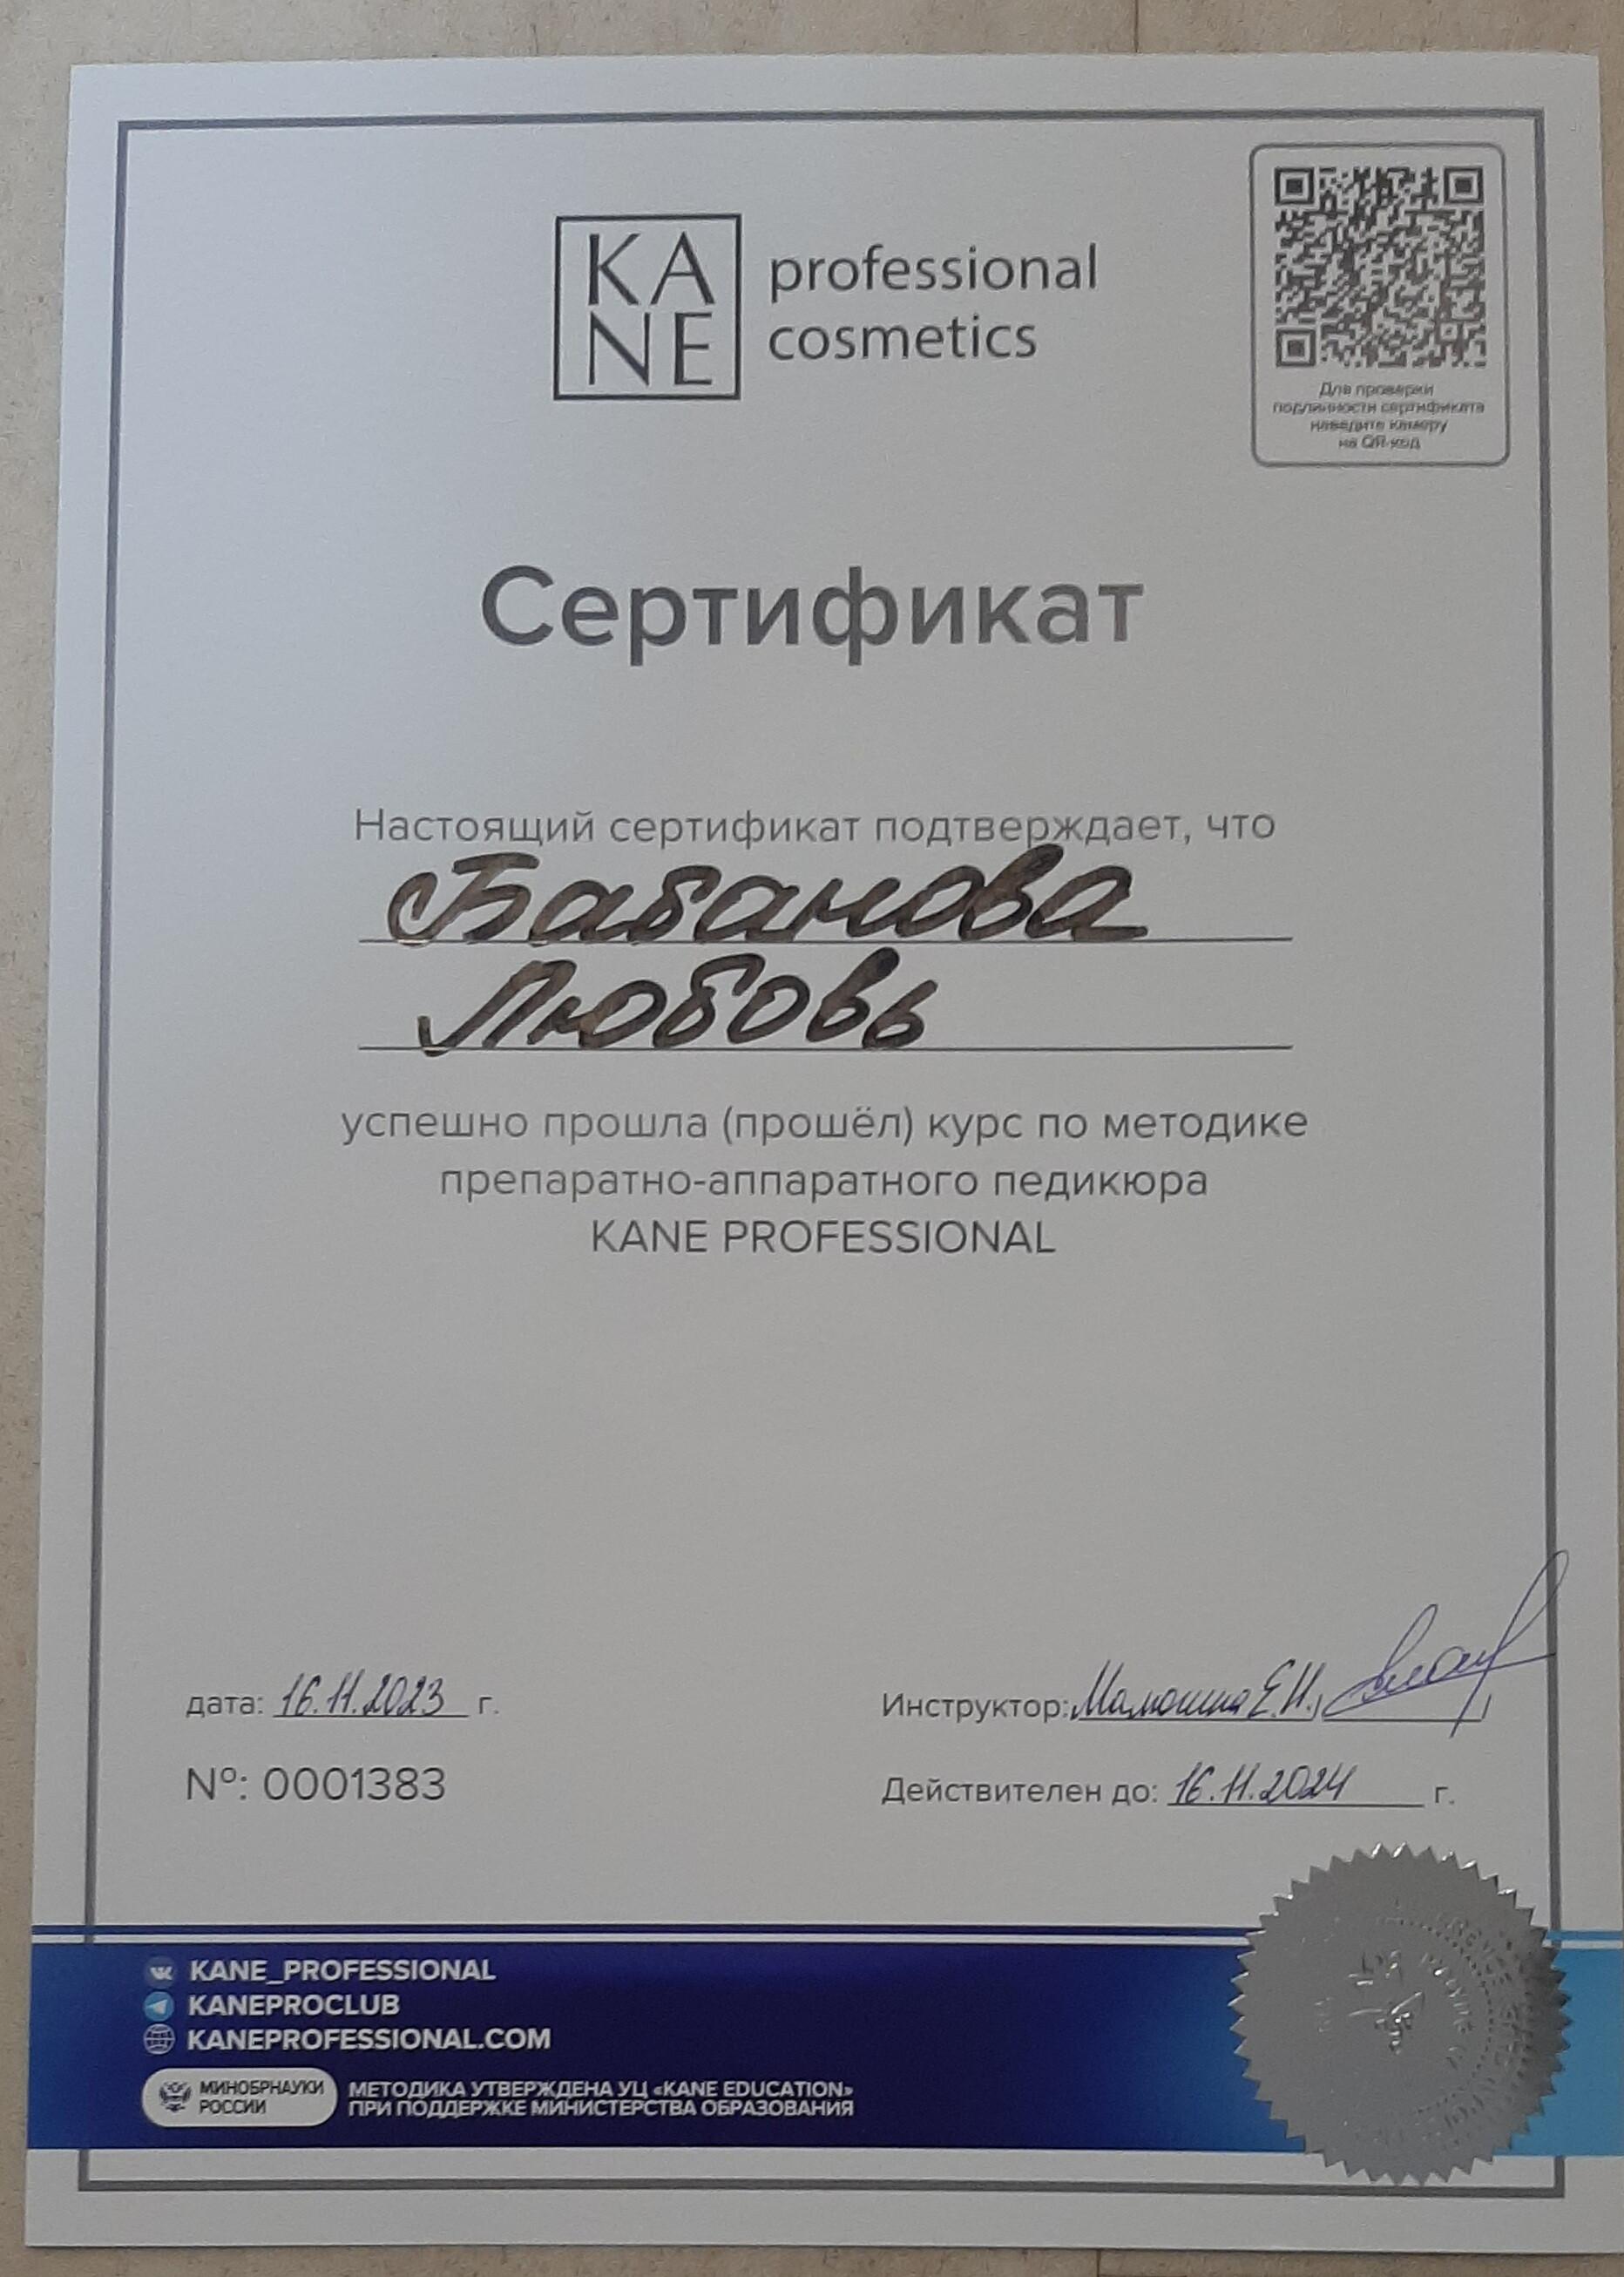 KA
NE
professional
cosmetics
Для проверки
подлинности сертификата
наведите камеру
на QR-код
Сертификат
Настоящий сертификат подтверждает, что
Бабанова
Любовь
успешно прошла (прошёл) курс по методике
препаратно-аппаратного педикюра
KANE PROFESSIONAL
дата: 16.11.2023 г.
Инструктор: Е.И.
Nº: 0001383
Действителен до: 16.11.2024 г.
KANE_PROFESSIONAL
KANEPROCLUB
KANEPROFESSIONAL.COM
МИНОБРНАУКИ
РОССИИ
МЕТОДИКА УТВЕРЖДЕНА УЦ «KANE EDUCATION»
ПРИ ПОДДЕРЖКЕ МИНИСТЕРСТВА ОБРАЗОВАНИЯ